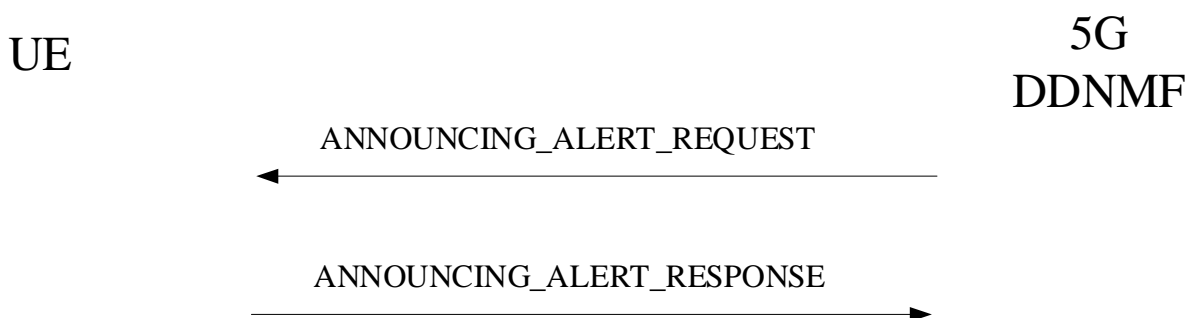 UE
5G
DDNMF
ANNOUNCING_ALERT_REQUEST
ANNOUNCING_ALERT_RESPONSE